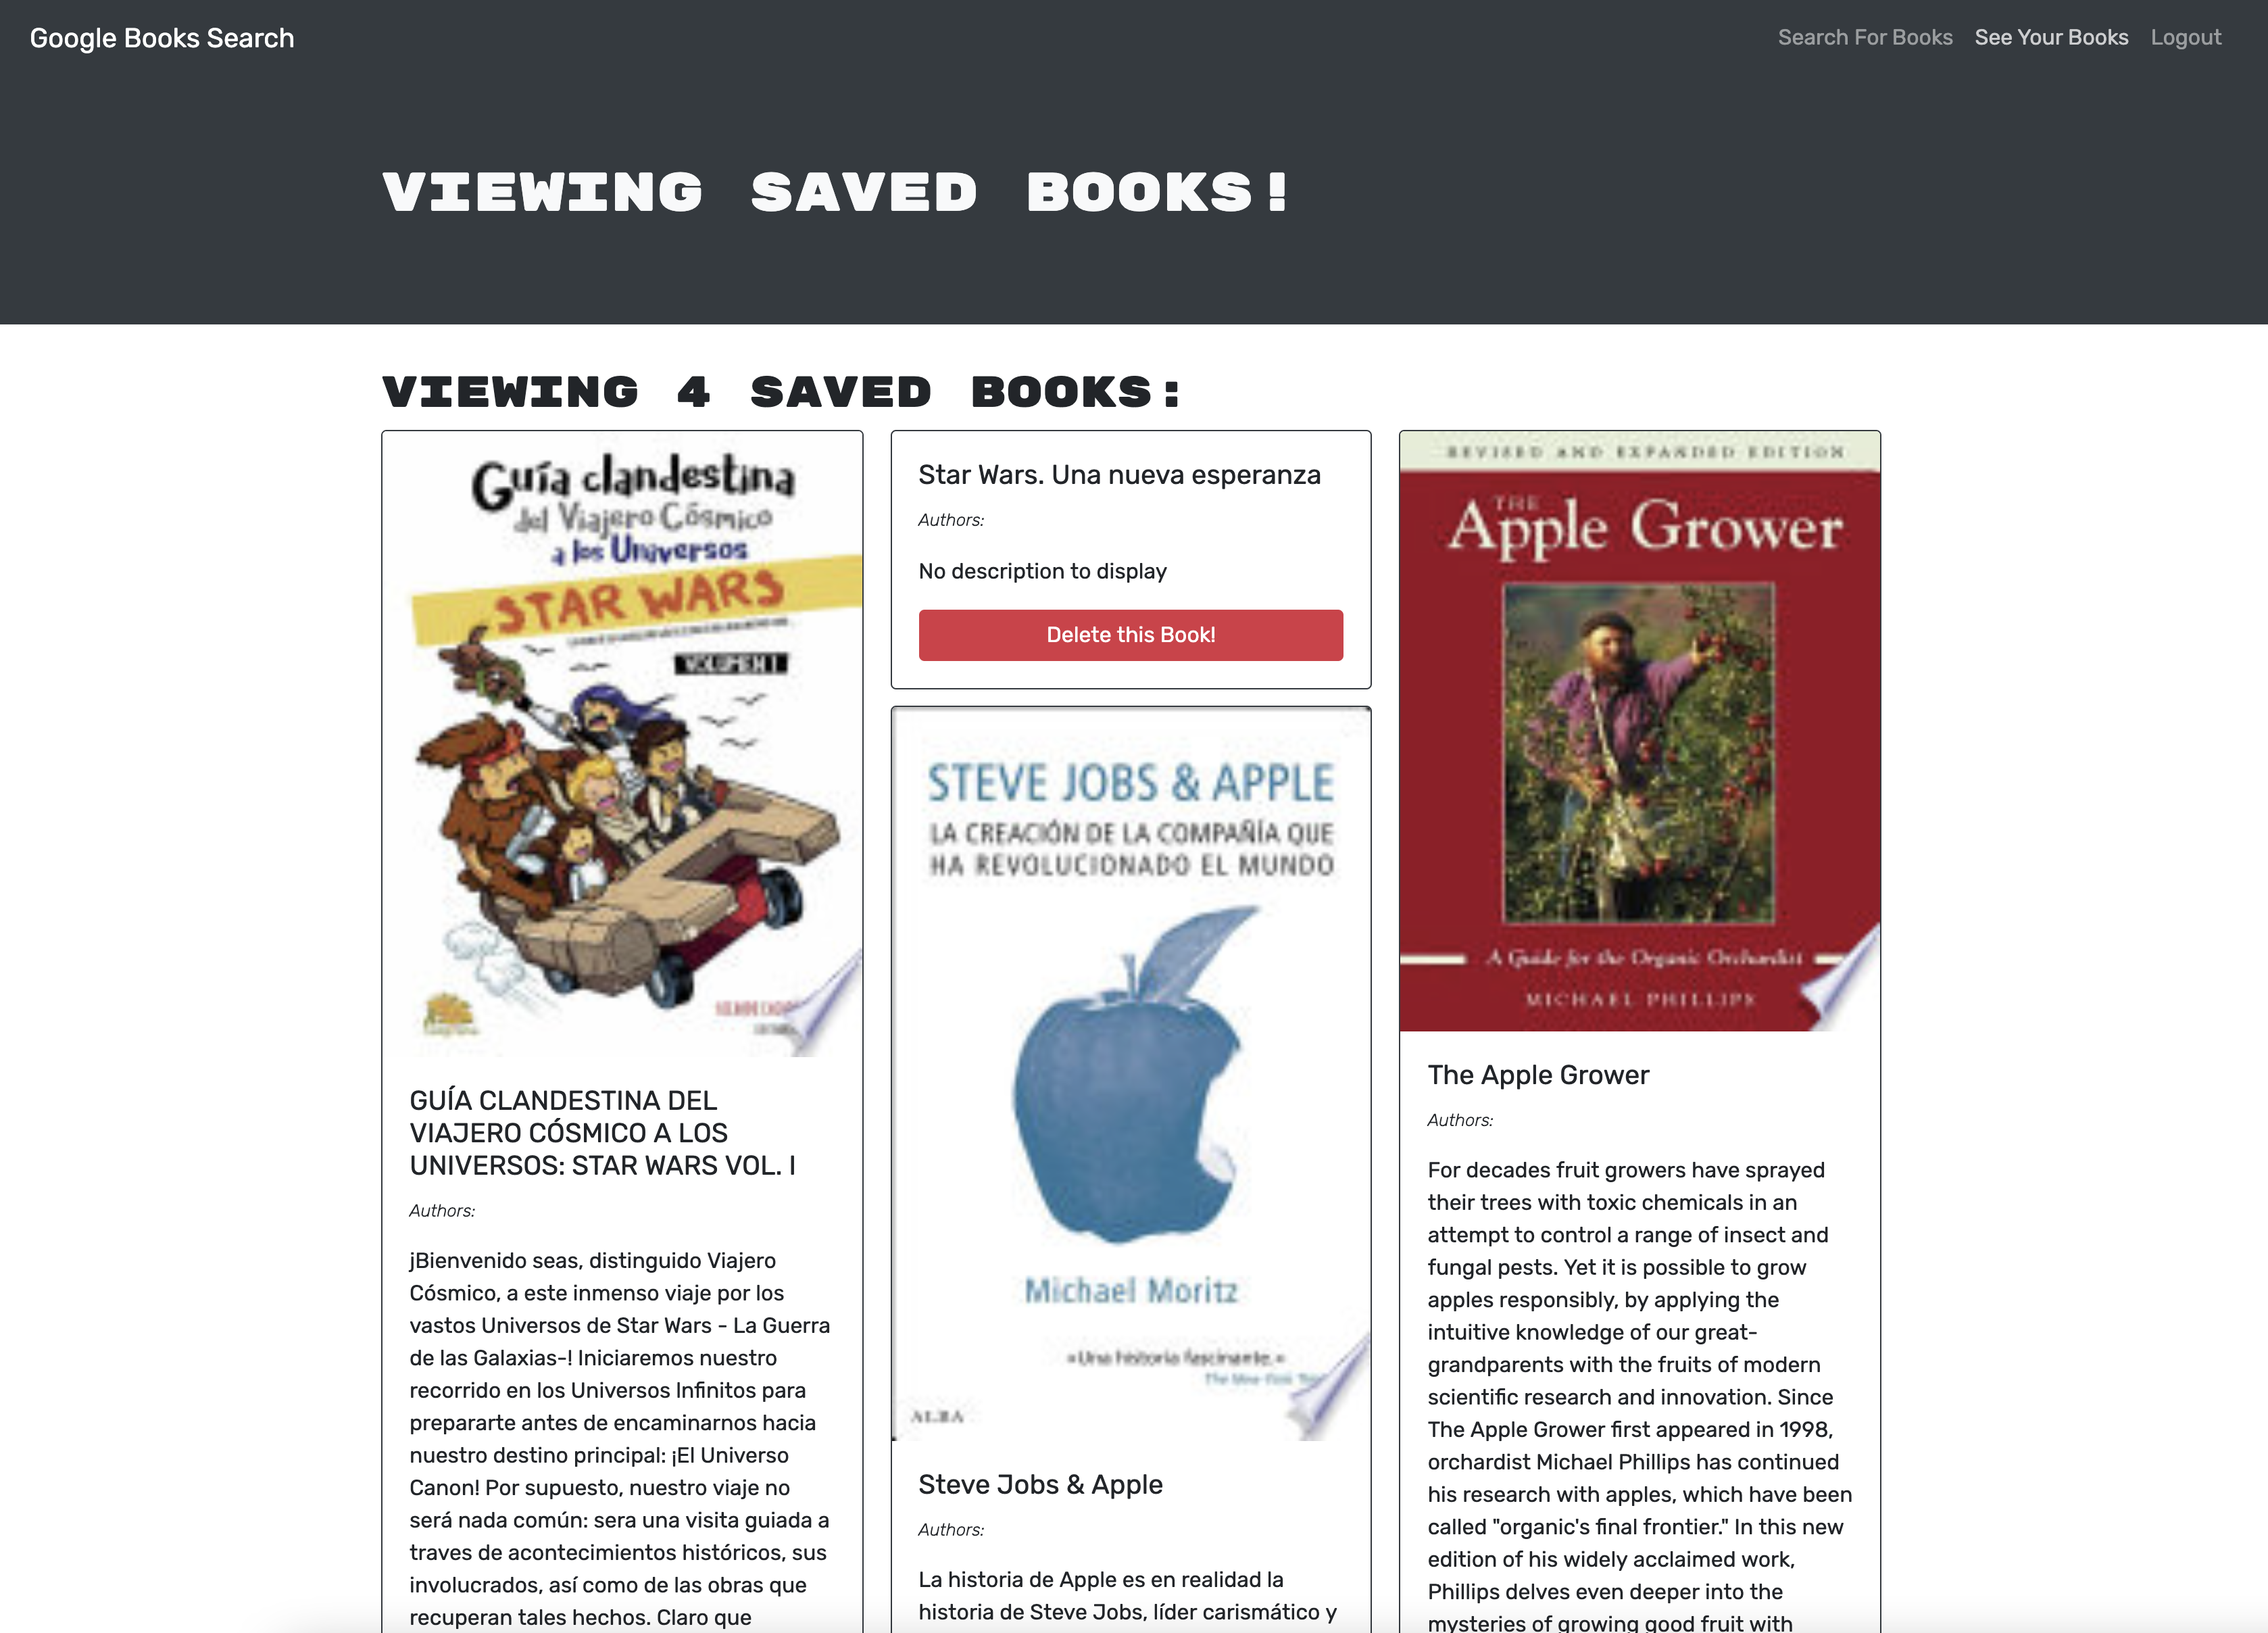 Google Books Search
Search For Books
See Your Books
Logout
VIEWING SAVED BOOKS!
VIEWING 4 SAVED BOOKS:
Guía clandestina
del Viajero Cósmico
a los Universos
STAR WARS
VOLUMEN I
GUÍA CLANDESTINA DEL
VIAJERO CÓSMICO A LOS
UNIVERSOS: STAR WARS VOL. I
Authors:
jBienvenido seas, distinguido Viajero
Cósmico, a este inmenso viaje por los
vastos Universos de Star Wars - La Guerra
de las Galaxias-! Iniciaremos nuestro
recorrido en los Universos Infinitos para
prepararte antes de encaminarnos hacia
nuestro destino principal: ¡El Universo
Canon! Por supuesto, nuestro viaje no
será nada común: sera una visita guiada a
traves de acontecimientos históricos, sus
involucrados, así como de las obras que
recuperan tales hechos. Claro que
Star Wars. Una nueva esperanza
Authors:
No description to display
Delete this Book!
STEVE JOBS & APPLE
LA CREACIÓN DE LA COMPAÑÍA QUE
HA REVOLUCIONADO EL MUNDO
Michael Moritz
«Una historia fascinante.»
The New York
ALBA
Steve Jobs & Apple
Authors:
La historia de Apple es en realidad la
historia de Steve Jobs, líder carismático y
REVISED AND EXPANDED EDITION
THE
Apple Grower
A Guide for the Organic Orchardist
MICHAEL PHILLIPS
The Apple Grower
Authors:
For decades fruit growers have sprayed
their trees with toxic chemicals in an
attempt to control a range of insect and
fungal pests. Yet it is possible to grow
apples responsibly, by applying the
intuitive knowledge of our great-
grandparents with the fruits of modern
scientific research and innovation. Since
The Apple Grower first appeared in 1998,
orchardist Michael Phillips has continued
his research with apples, which have been
called "organic's final frontier." In this new
edition of his widely acclaimed work,
Phillips delves even deeper into the
mysteries of growing good fruit with